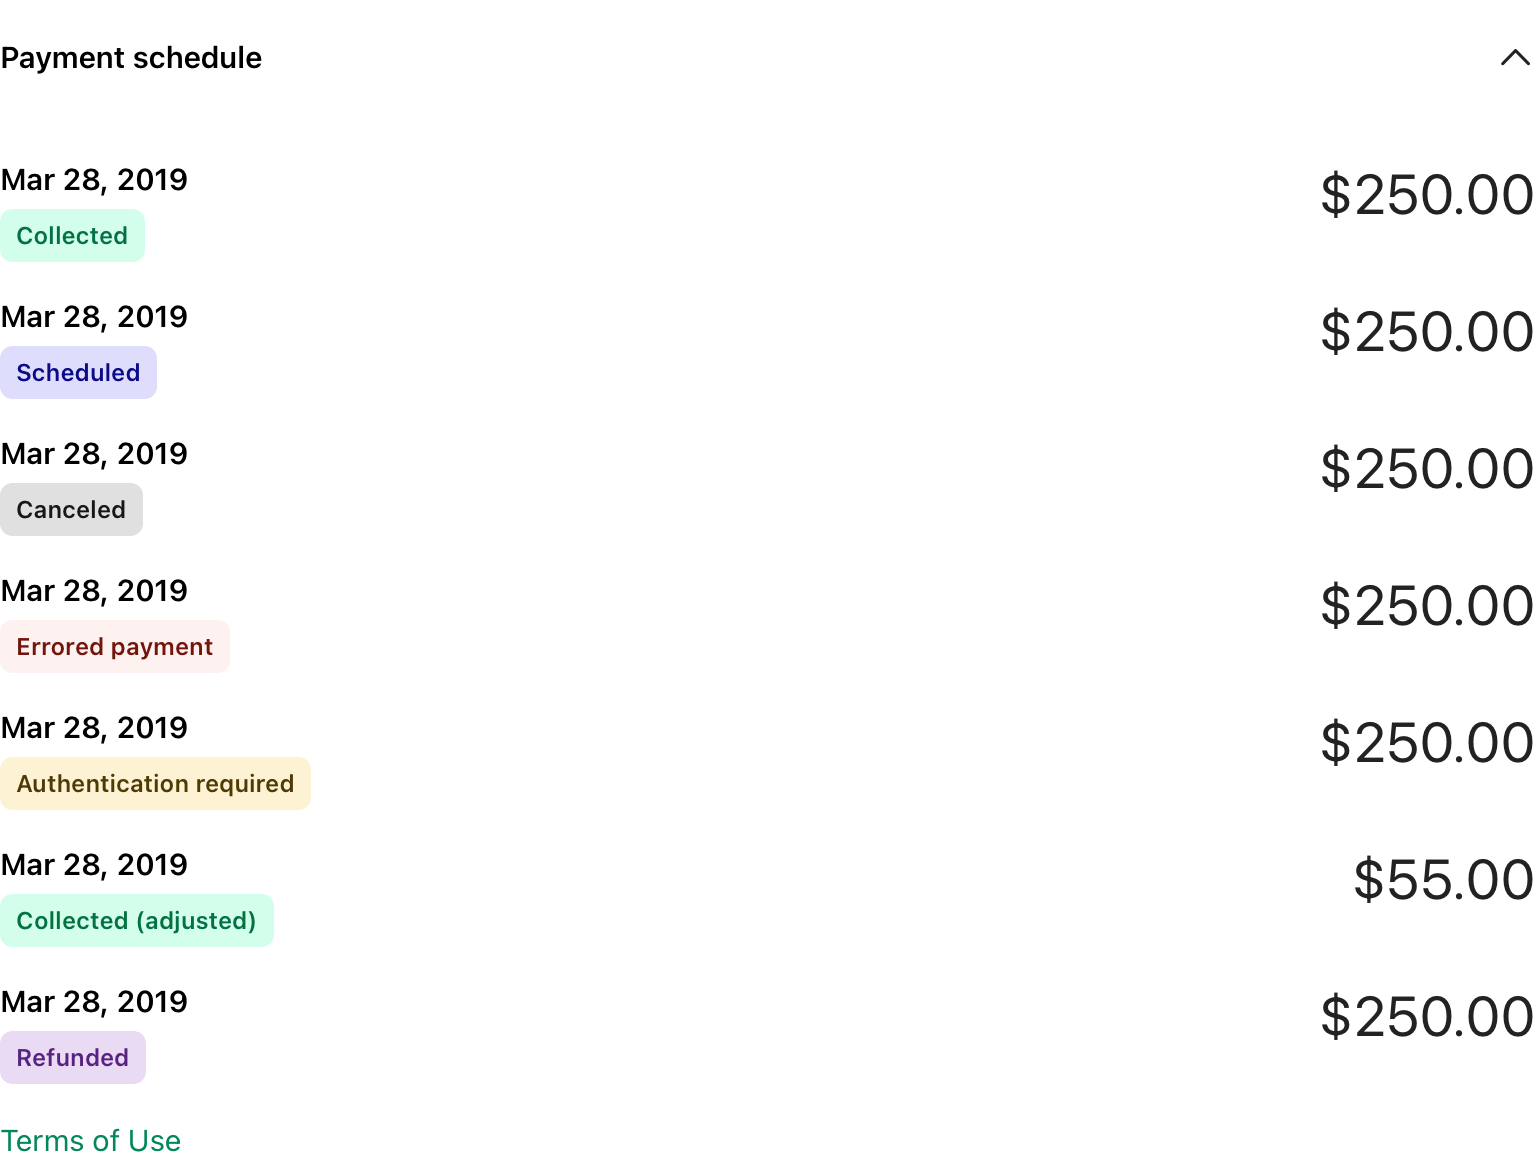 Payment schedule
Mar 28, 2019
$250.00
Collected
Mar 28, 2019
$250.00
Scheduled
Mar 28, 2019
$250.00
Canceled
Mar 28, 2019
$250.00
Errored payment
Mar 28, 2019
$250.00
Authentication required
Mar 28, 2019
$55.00
Collected (adjusted)
Mar 28, 2019
$250.00
Refunded
Terms of Use